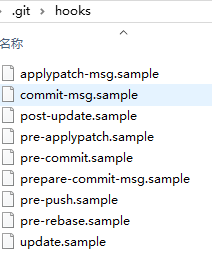 .git › hooks
名称
applypatch-msg.sample
commit-msg.sample
post-update.sample
pre-applypatch.sample
pre-commit.sample
prepare-commit-msg.sample
pre-push.sample
pre-rebase.sample
update.sample